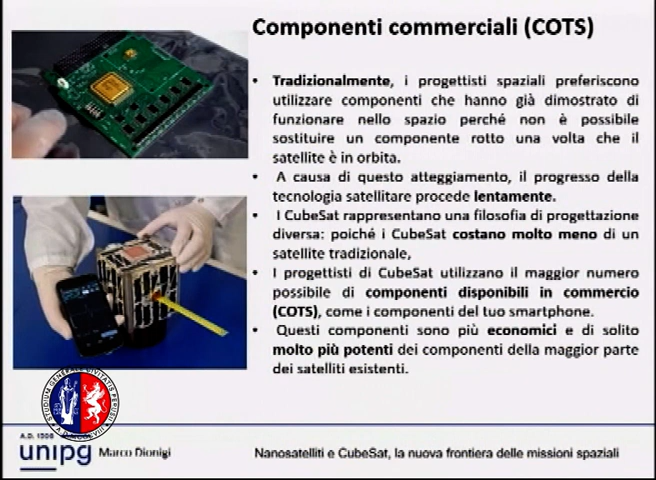 Componenti commerciali (COTS)
• Tradizionalmente, i progettisti spaziali preferiscono
utilizzare componenti che hanno già dimostrato di
funzionare nello spazio perché non è possibile
sostituire un componente rotto una volta che il
satellite è in orbita.
• A causa di questo atteggiamento, il progresso della
tecnologia satellitare procede lentamente.
• I CubeSat rappresentano una filosofia di progettazione
diversa: poiché i CubeSat costano molto meno di un
satellite tradizionale,
• I progettisti di CubeSat utilizzano il maggior numero
possibile di componenti disponibili in commercio
(COTS), come i componenti del tuo smartphone.
• Questi componenti sono più economici e di solito
molto più potenti dei componenti della maggior parte
dei satelliti esistenti.
A.D. 1308
unipg
Marco Dionigi
Nanosatelliti e CubeSat, la nuova frontiera delle missioni spaziali